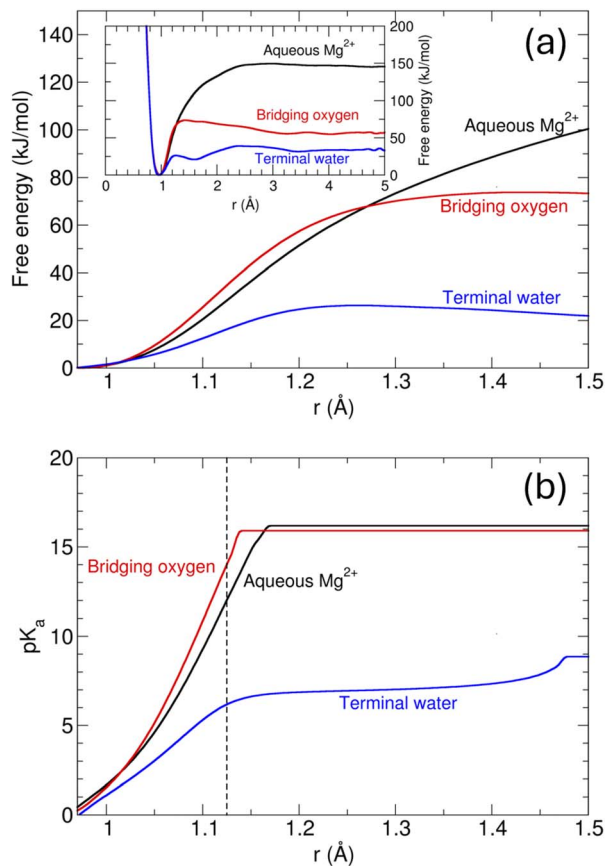 (a)
Free energy (kJ/mol)
140
120
100
80
60
40
20
0
1
1.1
1.2
1.3
1.4
1.5
r (Å)
Aqueous Mg²⁺
Bridging oxygen
Terminal water
Aqueous Mg²⁺
Bridging oxygen
Terminal water
0
1
2
3
4
5
r (Å)
200
150
100
50
0
Free energy (kJ/mol)
(b)
pKₐ
20
15
10
5
0
Bridging oxygen
Aqueous Mg²⁺
Terminal water
1
1.1
1.2
1.3
1.4
1.5
r (Å)